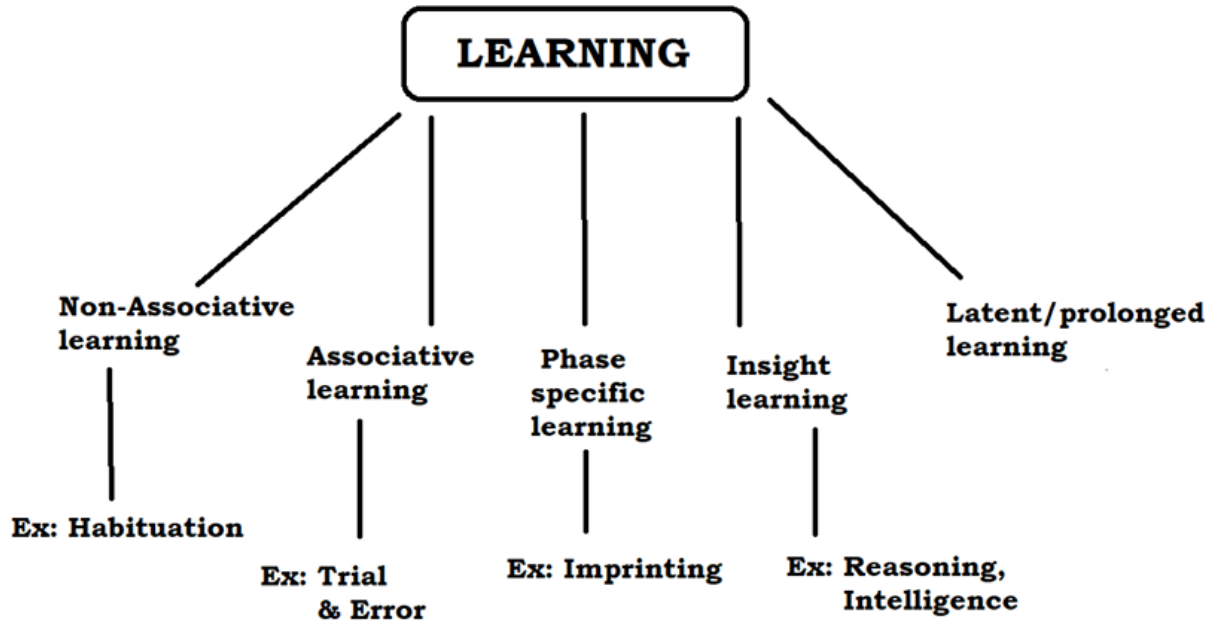 LEARNING
Non-Associative
learning
Ex: Habituation
Associative
learning
Ex: Trial
& Error
Phase
specific
learning
Ex: Imprinting
Insight
learning
Ex: Reasoning,
Intelligence
Latent/prolonged
learning